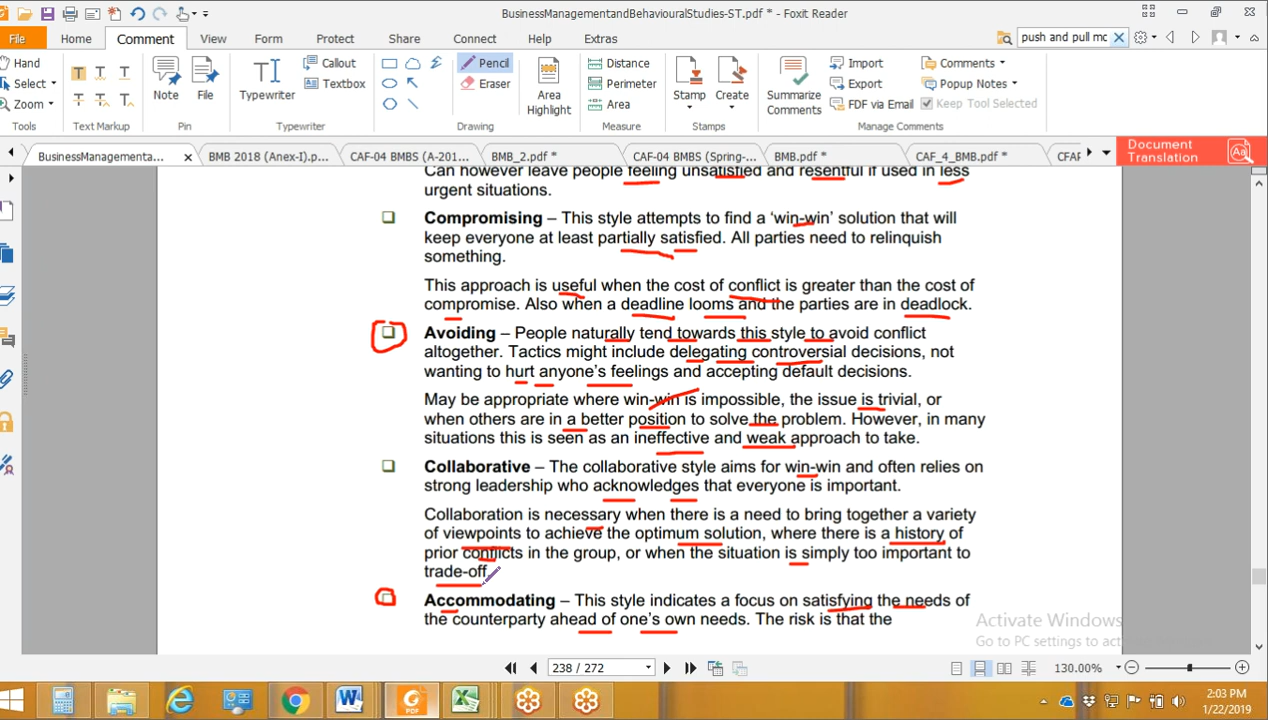 BusinessManagementandBehaviouralStudies-ST.pdf * - Foxit Reader
File Home Comment View Form Protect Share Connect Help Extras push and pull mc
Hand Callout Pencil Distance Import Comments
Select T T T Note File Typewriter Textbox Eraser Area Highlight Perimeter Stamp Create Summarize Comments Export Popup Notes
Zoom Area FDF via Email Keep Tool Selected
Tools Text Markup Pin Typewriter Drawing Measure Stamps Manage Comments
BusinessManagementa... BMB 2018 (Anex-I).p... CAF-04 BMBS (A-201... BMB_2.pdf * CAF-04 BMBS (Spring-... BMB.pdf * CAF_4_BMB.pdf * CFAF
Document
Translation
Can however leave people feeling unsatisfied and resentful if used in less
urgent situations.
Compromising – This style attempts to find a ‘win-win’ solution that will
keep everyone at least partially satisfied. All parties need to relinquish
something.
This approach is useful when the cost of conflict is greater than the cost of
compromise. Also when a deadline looms and the parties are in deadlock.
Avoiding – People naturally tend towards this style to avoid conflict
altogether. Tactics might include delegating controversial decisions, not
wanting to hurt anyone’s feelings and accepting default decisions.
May be appropriate where win-win is impossible, the issue is trivial, or
when others are in a better position to solve the problem. However, in many
situations this is seen as an ineffective and weak approach to take.
Collaborative – The collaborative style aims for win-win and often relies on
strong leadership who acknowledges that everyone is important.
Collaboration is necessary when there is a need to bring together a variety
of viewpoints to achieve the optimum solution, where there is a history of
prior conflicts in the group, or when the situation is simply too important to
trade-off.
Accommodating – This style indicates a focus on satisfying the needs of
the counterparty ahead of one’s own needs. The risk is that the
Activate Windows
Go to PC settings to
238 / 272 130.00%
2:03 PM
1/22/2019